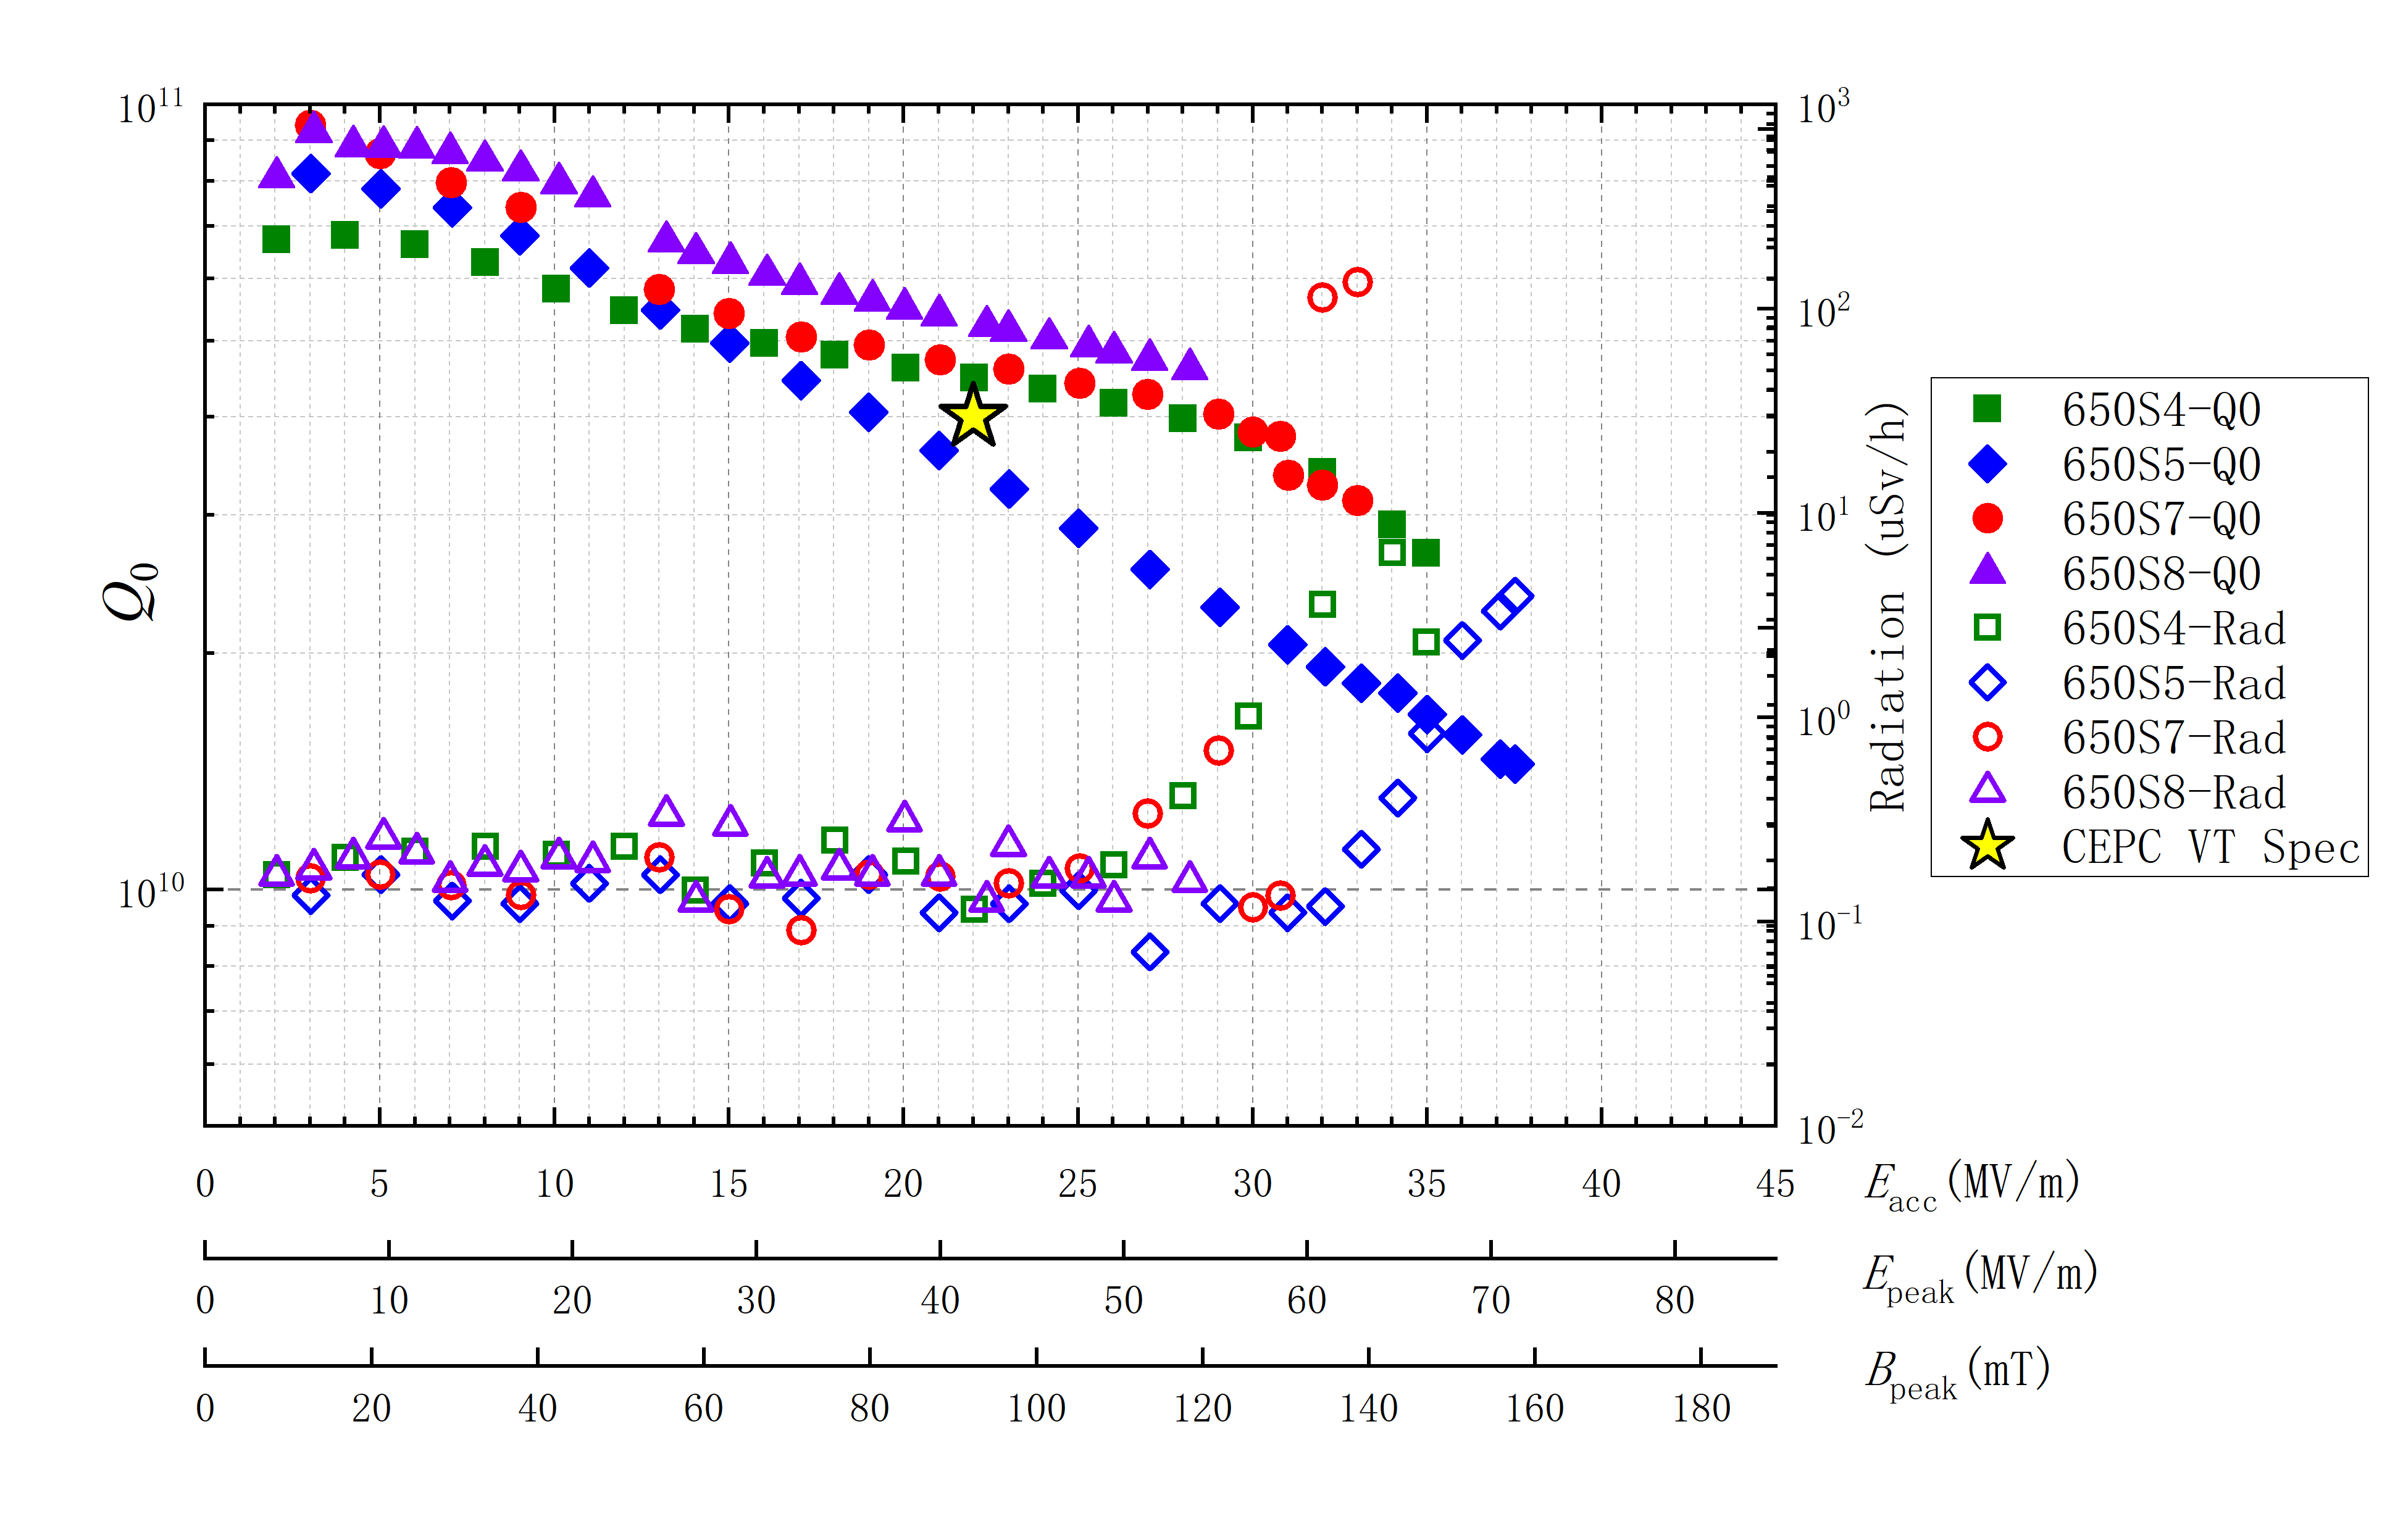 10¹¹
10¹⁰
Q₀
10³
10²
10¹
10⁰
10⁻¹
10⁻²
Radiation (uSv/h)
650S4-Q0
650S5-Q0
650S7-Q0
650S8-Q0
650S4-Rad
650S5-Rad
650S7-Rad
650S8-Rad
CEPC VT Spec
0 5 10 15 20 25 30 35 40 45 Eacc(MV/m)
0 10 20 30 40 50 60 70 80 Epeak(MV/m)
0 20 40 60 80 100 120 140 160 180 Bpeak(mT)